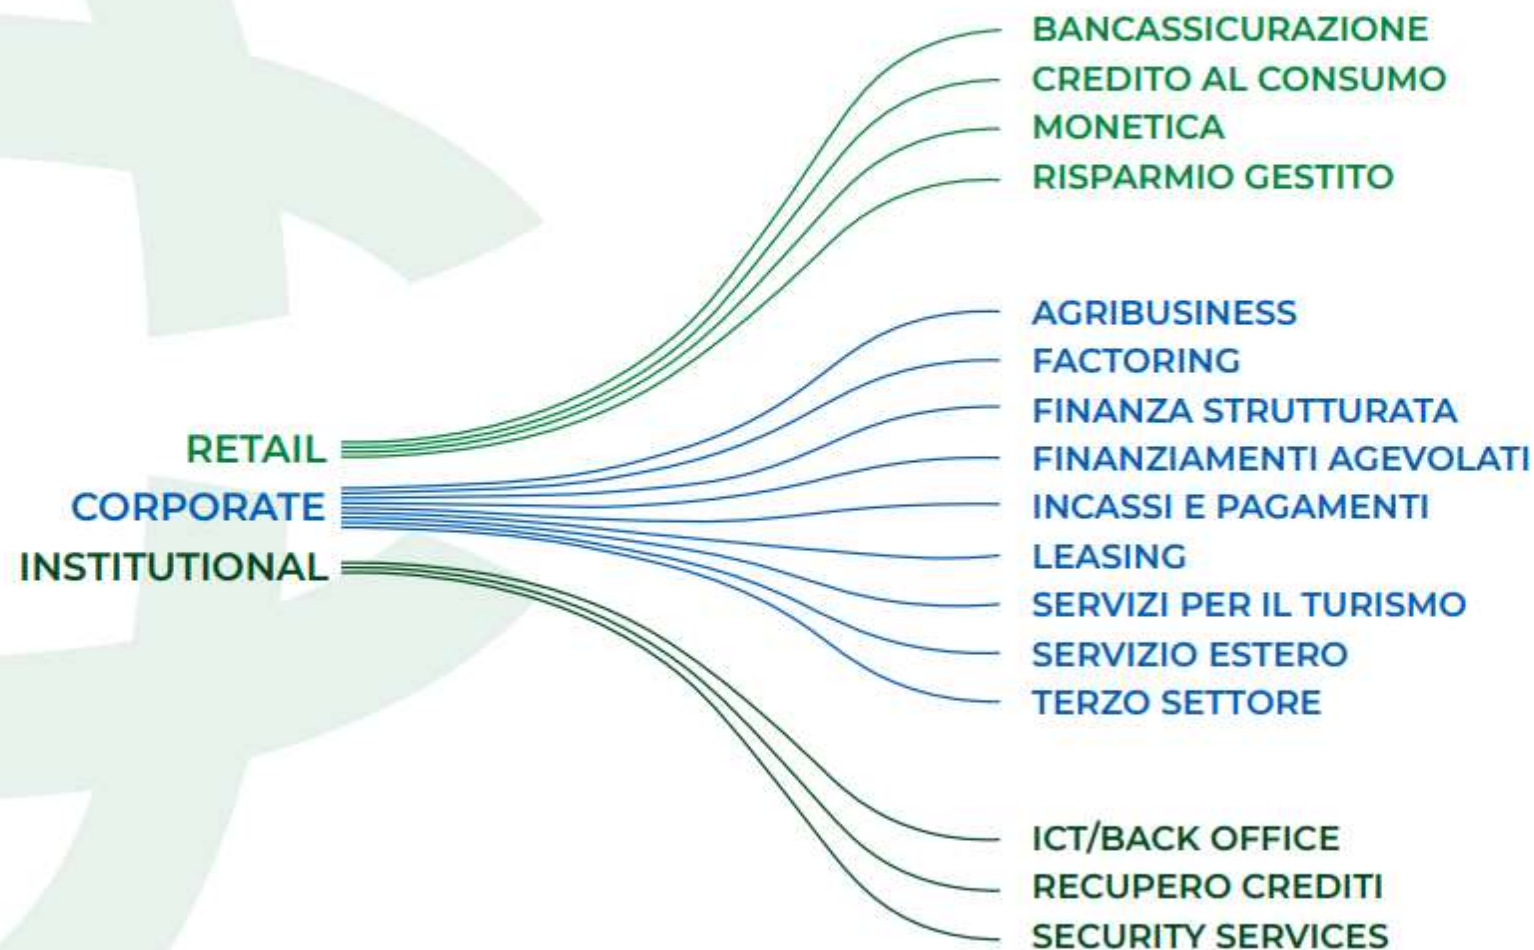 RETAIL
CORPORATE
INSTITUTIONAL
BANCASSICURAZIONE
CREDITO AL CONSUMO
MONETICA
RISPARMIO GESTITO
AGRIBUSINESS
FACTORING
FINANZA STRUTTURATA
FINANZIAMENTI AGEVOLATI
INCASSI E PAGAMENTI
LEASING
SERVIZI PER IL TURISMO
SERVIZIO ESTERO
TERZO SETTORE
ICT/BACK OFFICE
RECUPERO CREDITI
SECURITY SERVICES